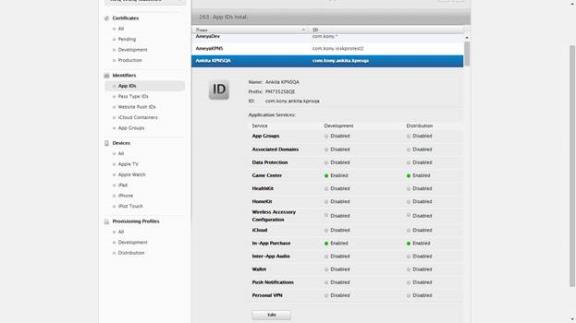 Certificates
All
Pending
Development
Production
Identifiers
App IDs
Pass Type IDs
Website Push IDs
iCloud Containers
App Groups
Devices
All
Apple TV
Apple Watch
iPad
iPhone
iPod Touch
Provisioning Profiles
All
Development
Distribution
263 App IDs total.
Name ID
AmeyaDev com.kony.*
AmeyaKPNS
Ankita KPNSQA com.kony.ankita.kpnsqa
ID
Name: Ankita KPNSQA
Prefix:
ID: com.kony.ankita.kpnsqa
Application Services:
Service Development Distribution
App Groups Disabled Disabled
Associated Domains Disabled Disabled
Data Protection Disabled Disabled
Game Center Enabled Enabled
HealthKit Disabled Disabled
HomeKit Disabled Disabled
Wireless Accessory Disabled Disabled
Configuration
iCloud Disabled Disabled
In-App Purchase Enabled Enabled
Inter-App Audio Disabled Disabled
Wallet Disabled Disabled
Push Notifications Disabled Disabled
Personal VPN Disabled Disabled
Edit